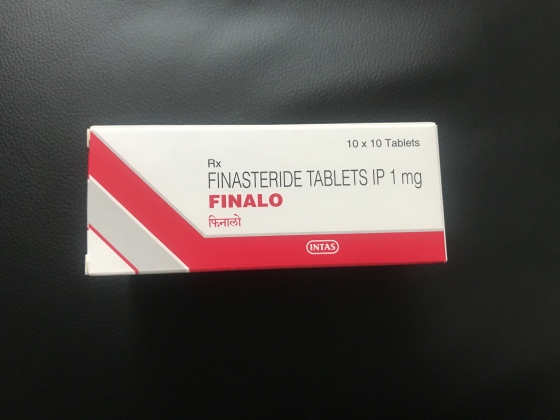 10 x 10 Tablets
Rx
FINASTERIDE TABLETS IP 1 mg
FINALO
फिनालो
INTAS